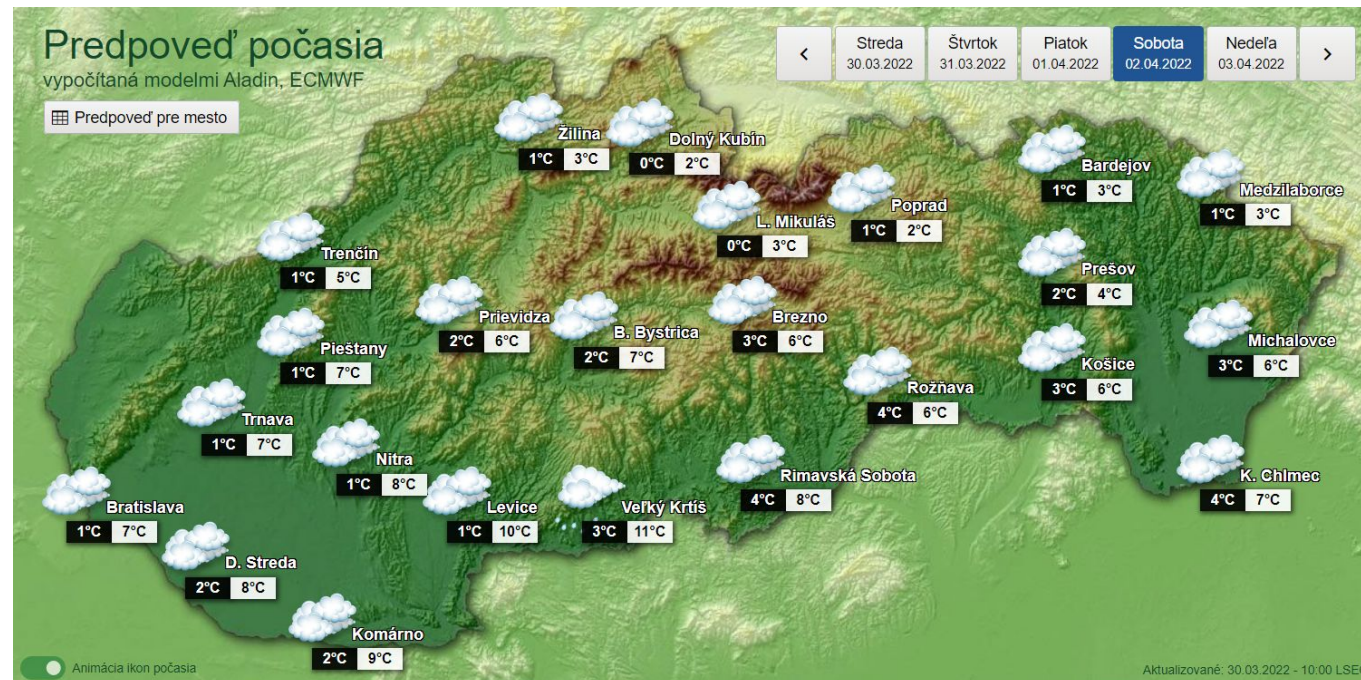 Predpoveď počasia
vypočítaná modelmi Aladin, ECMWF
Predpoveď pre mesto
Streda
30.03.2022
Štvrtok
31.03.2022
Piatok
01.04.2022
Sobota
02.04.2022
Nedeľa
03.04.2022
Žilina
1°C 3°C
Dolný Kubín
0°C 2°C
Bardejov
1°C 3°C
Medzilaborce
1°C 3°C
L. Mikuláš
0°C 3°C
Poprad
1°C 2°C
Trenčín
1°C 5°C
Prešov
2°C 4°C
Prievidza
2°C 6°C
B. Bystrica
2°C 7°C
Brezno
3°C 6°C
Michalovce
3°C 6°C
Piešťany
1°C 7°C
Košice
3°C 6°C
Rožňava
4°C 6°C
Trnava
1°C 7°C
Nitra
1°C 8°C
Rimavská Sobota
4°C 8°C
K. Chlmec
4°C 7°C
Bratislava
1°C 7°C
Levice
1°C 10°C
Veľký Krtíš
3°C 11°C
D. Streda
2°C 8°C
Komárno
2°C 9°C
Animácia ikon počasia
Aktualizované: 30.03.2022 - 10:00